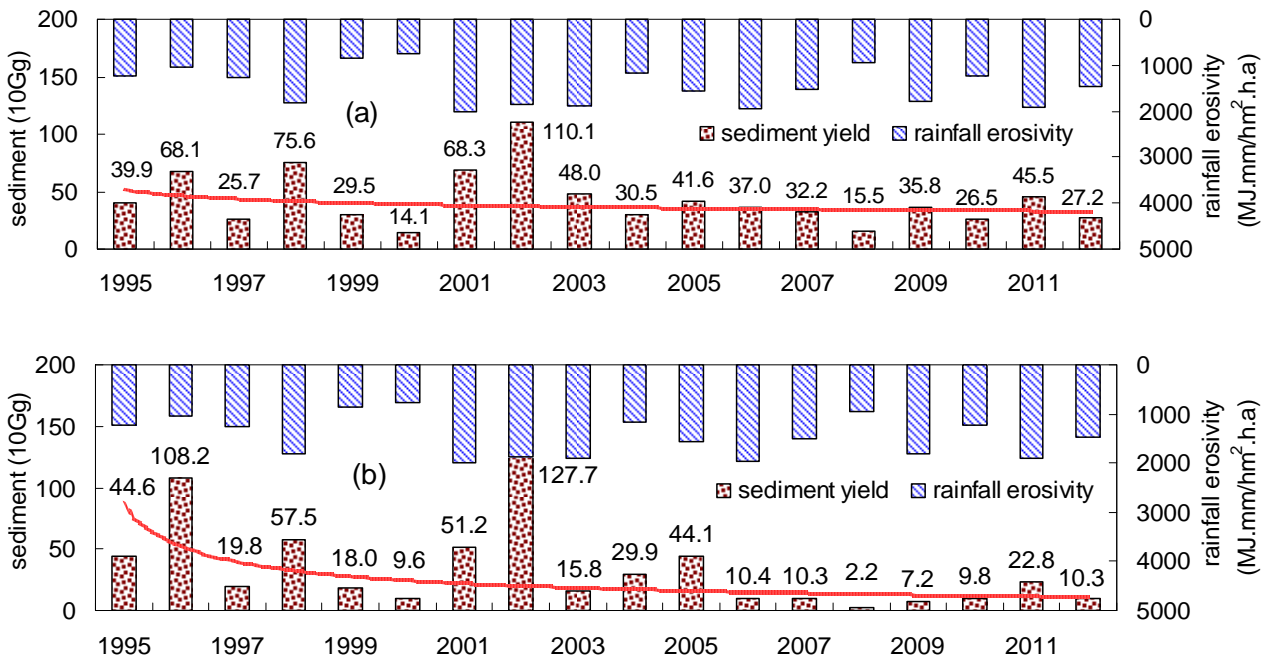 200
150
100
50
0
sediment (10Gg)
0
1000
2000
3000
4000
5000
rainfall erosivity
(MJ.mm/hm².h.a)
(a)
sediment yield rainfall erosivity
39.9 68.1 25.7 75.6 29.5 14.1 68.3 110.1 48.0 30.5 41.6 37.0 32.2 15.5 35.8 26.5 45.5 27.2
1995 1997 1999 2001 2003 2005 2007 2009 2011
200
150
100
50
0
sediment (10Gg)
0
1000
2000
3000
4000
5000
rainfall erosivity
(MJ.mm/hm².h.a)
(b)
sediment yield rainfall erosivity
44.6 108.2 19.8 57.5 18.0 9.6 51.2 127.7 15.8 29.9 44.1 10.4 10.3 2.2 7.2 9.8 22.8 10.3
1995 1997 1999 2001 2003 2005 2007 2009 2011